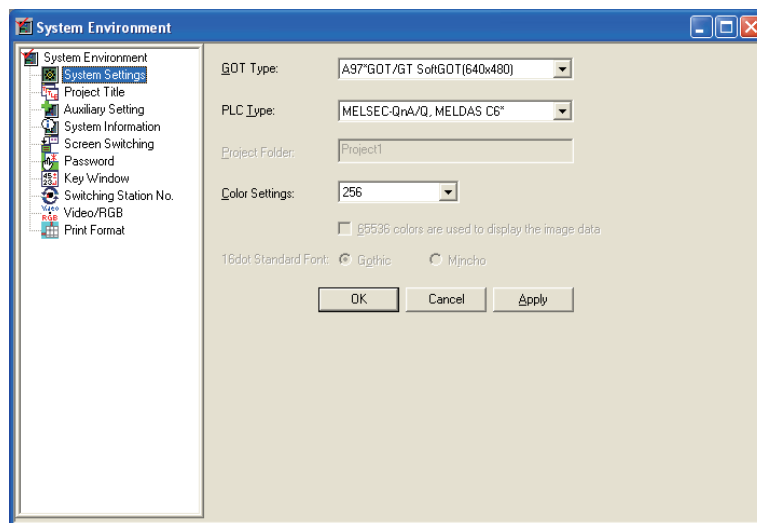 System Environment
System Environment
System Settings
Project Title
Auxiliary Setting
System Information
Screen Switching
Password
Key Window
Switching Station No.
Video/RGB
Print Format
GOT Type: A97*GOT/GT SoftGOT(640x480)
PLC Type: MELSEC-QnA/Q, MELDAS C6*
Project Folder: Project1
Color Settings: 256
65536 colors are used to display the image data
16dot Standard Font: Gothic Mincho
OK Cancel Apply